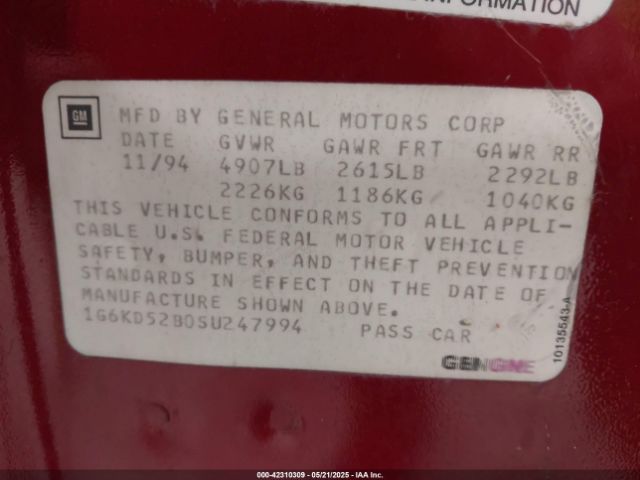 INFORMATION
GM
MFD BY GENERAL MOTORS CORP
DATE GVWR GAWR FRT GAWR RR
11/94 4907LB 2615LB 2292LB
2226KG 1186KG 1040KG
THIS VEHICLE CONFORMS TO ALL APPLI-
CABLE U.S. FEDERAL MOTOR VEHICLE
SAFETY, BUMPER, AND THEFT PREVENTION
STANDARDS IN EFFECT ON THE DATE OF
MANUFACTURE SHOWN ABOVE.
1G6KD52B0SU247994 PASS CAR
10135543-A
000-42310309 - 05/21/2025 - IAA Inc.